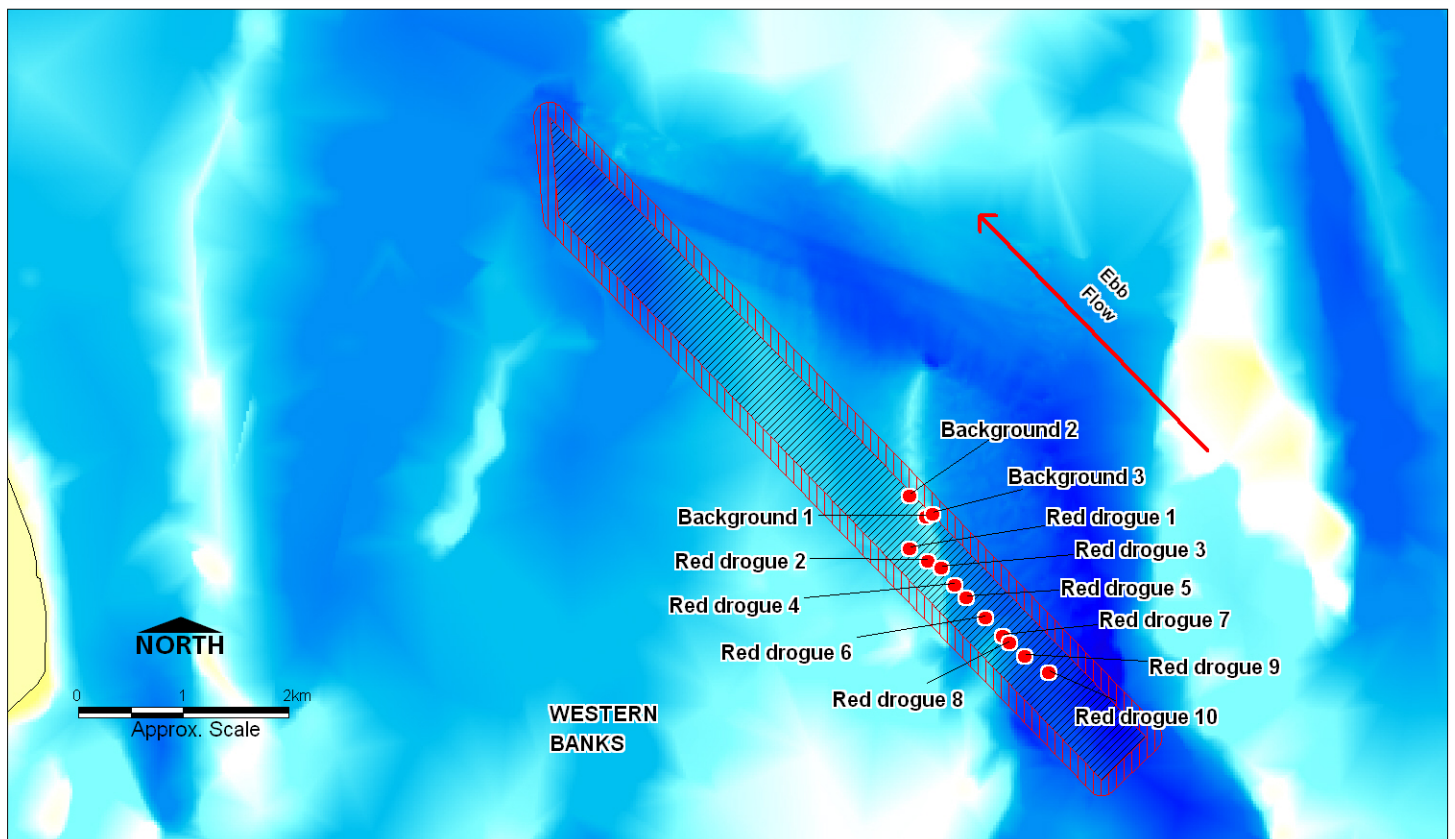 Ebb
Flow
Background 2
Background 3
Background 1
Red drogue 1
Red drogue 2
Red drogue 3
Red drogue 4
Red drogue 5
Red drogue 6
Red drogue 7
Red drogue 8
Red drogue 9
Red drogue 10
NORTH
0 1 2km
Approx. Scale
WESTERN
BANKS